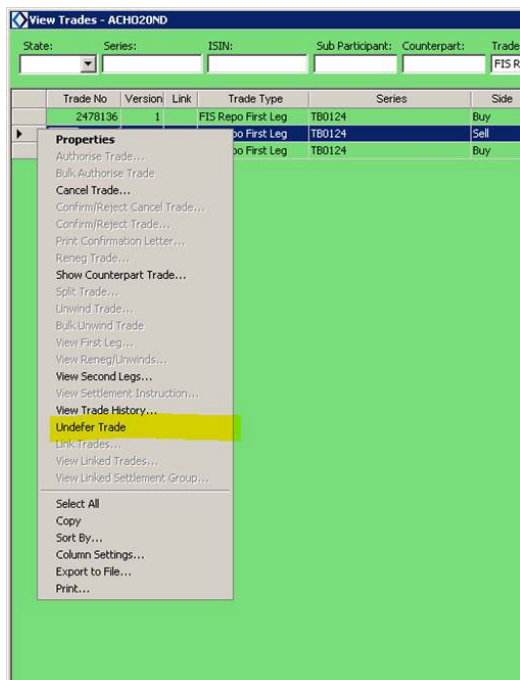 View Trades - ACHO20ND
State: Series: ISIN: Sub Participant: Counterpart: Trade
FIS R
Trade No Version Link Trade Type Series Side
2478136 1 FIS Repo First Leg TB0124 Buy
po First Leg TB0124 Sell
po First Leg TB0124 Buy
Properties
Authorise Trade...
Bulk Authorise Trade
Cancel Trade...
Confirm/Reject Cancel Trade...
Confirm/Reject Trade...
Print Confirmation Letter...
Reneg Trade...
Show Counterpart Trade...
Split Trade...
Unwind Trade...
Bulk Unwind Trade
View First Leg...
View Reneg/Unwinds...
View Second Legs...
View Settlement Instruction...
View Trade History...
Undefer Trade
Link Trades...
View Linked Trades...
View Linked Settlement Group...
Select All
Copy
Sort By...
Column Settings...
Export to File...
Print...